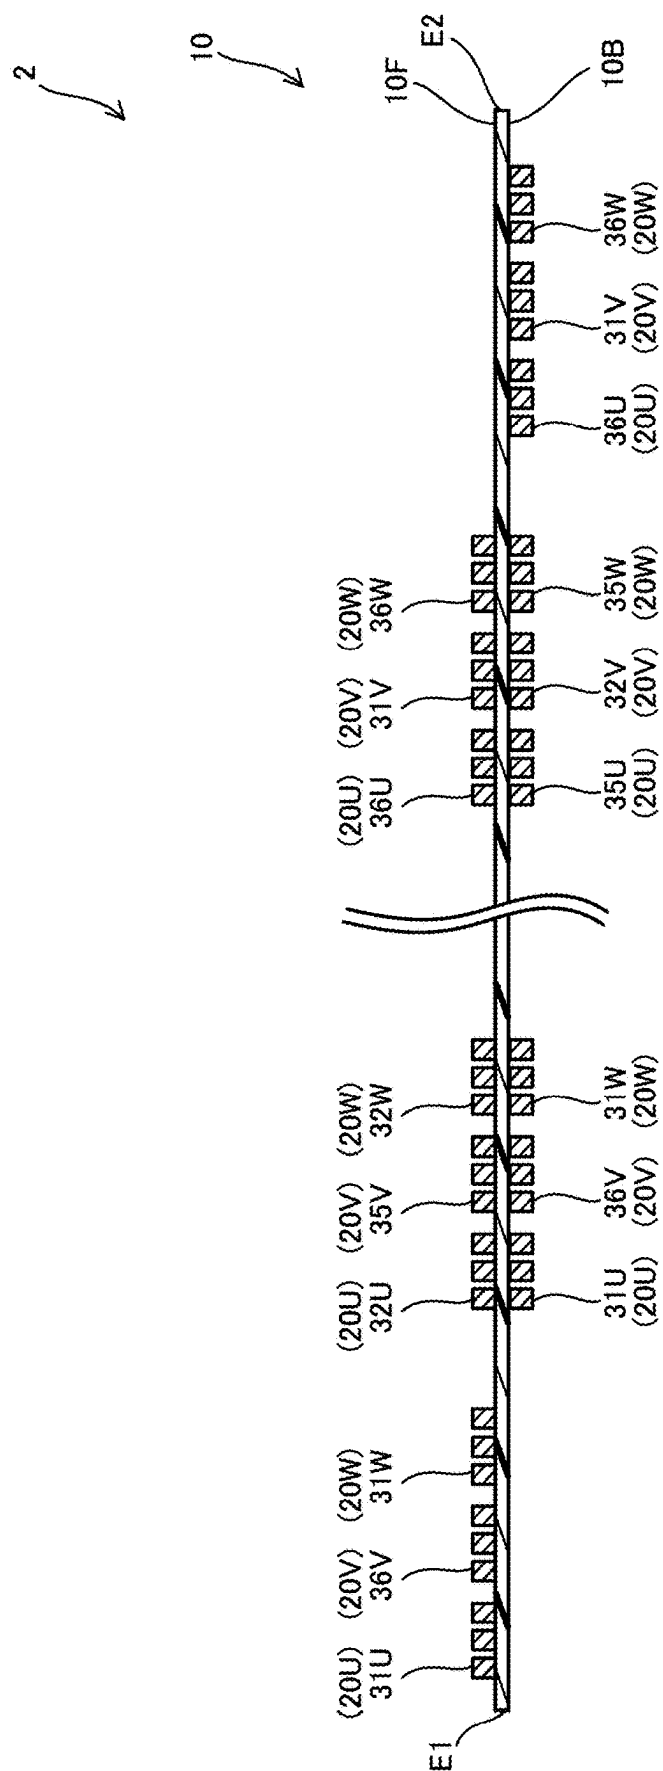 2
10
(20U) (20V) (20W) (20U) (20V) (20W) (20U) (20V) (20W)
31U 36V 31W 32U 35V 32W 36U 31V 36W 10F
E1 E2
31U 36V 31W 35U 32V 35W 36U 31V 36W 10B
(20U) (20V) (20W) (20U) (20V) (20W) (20U) (20V) (20W)